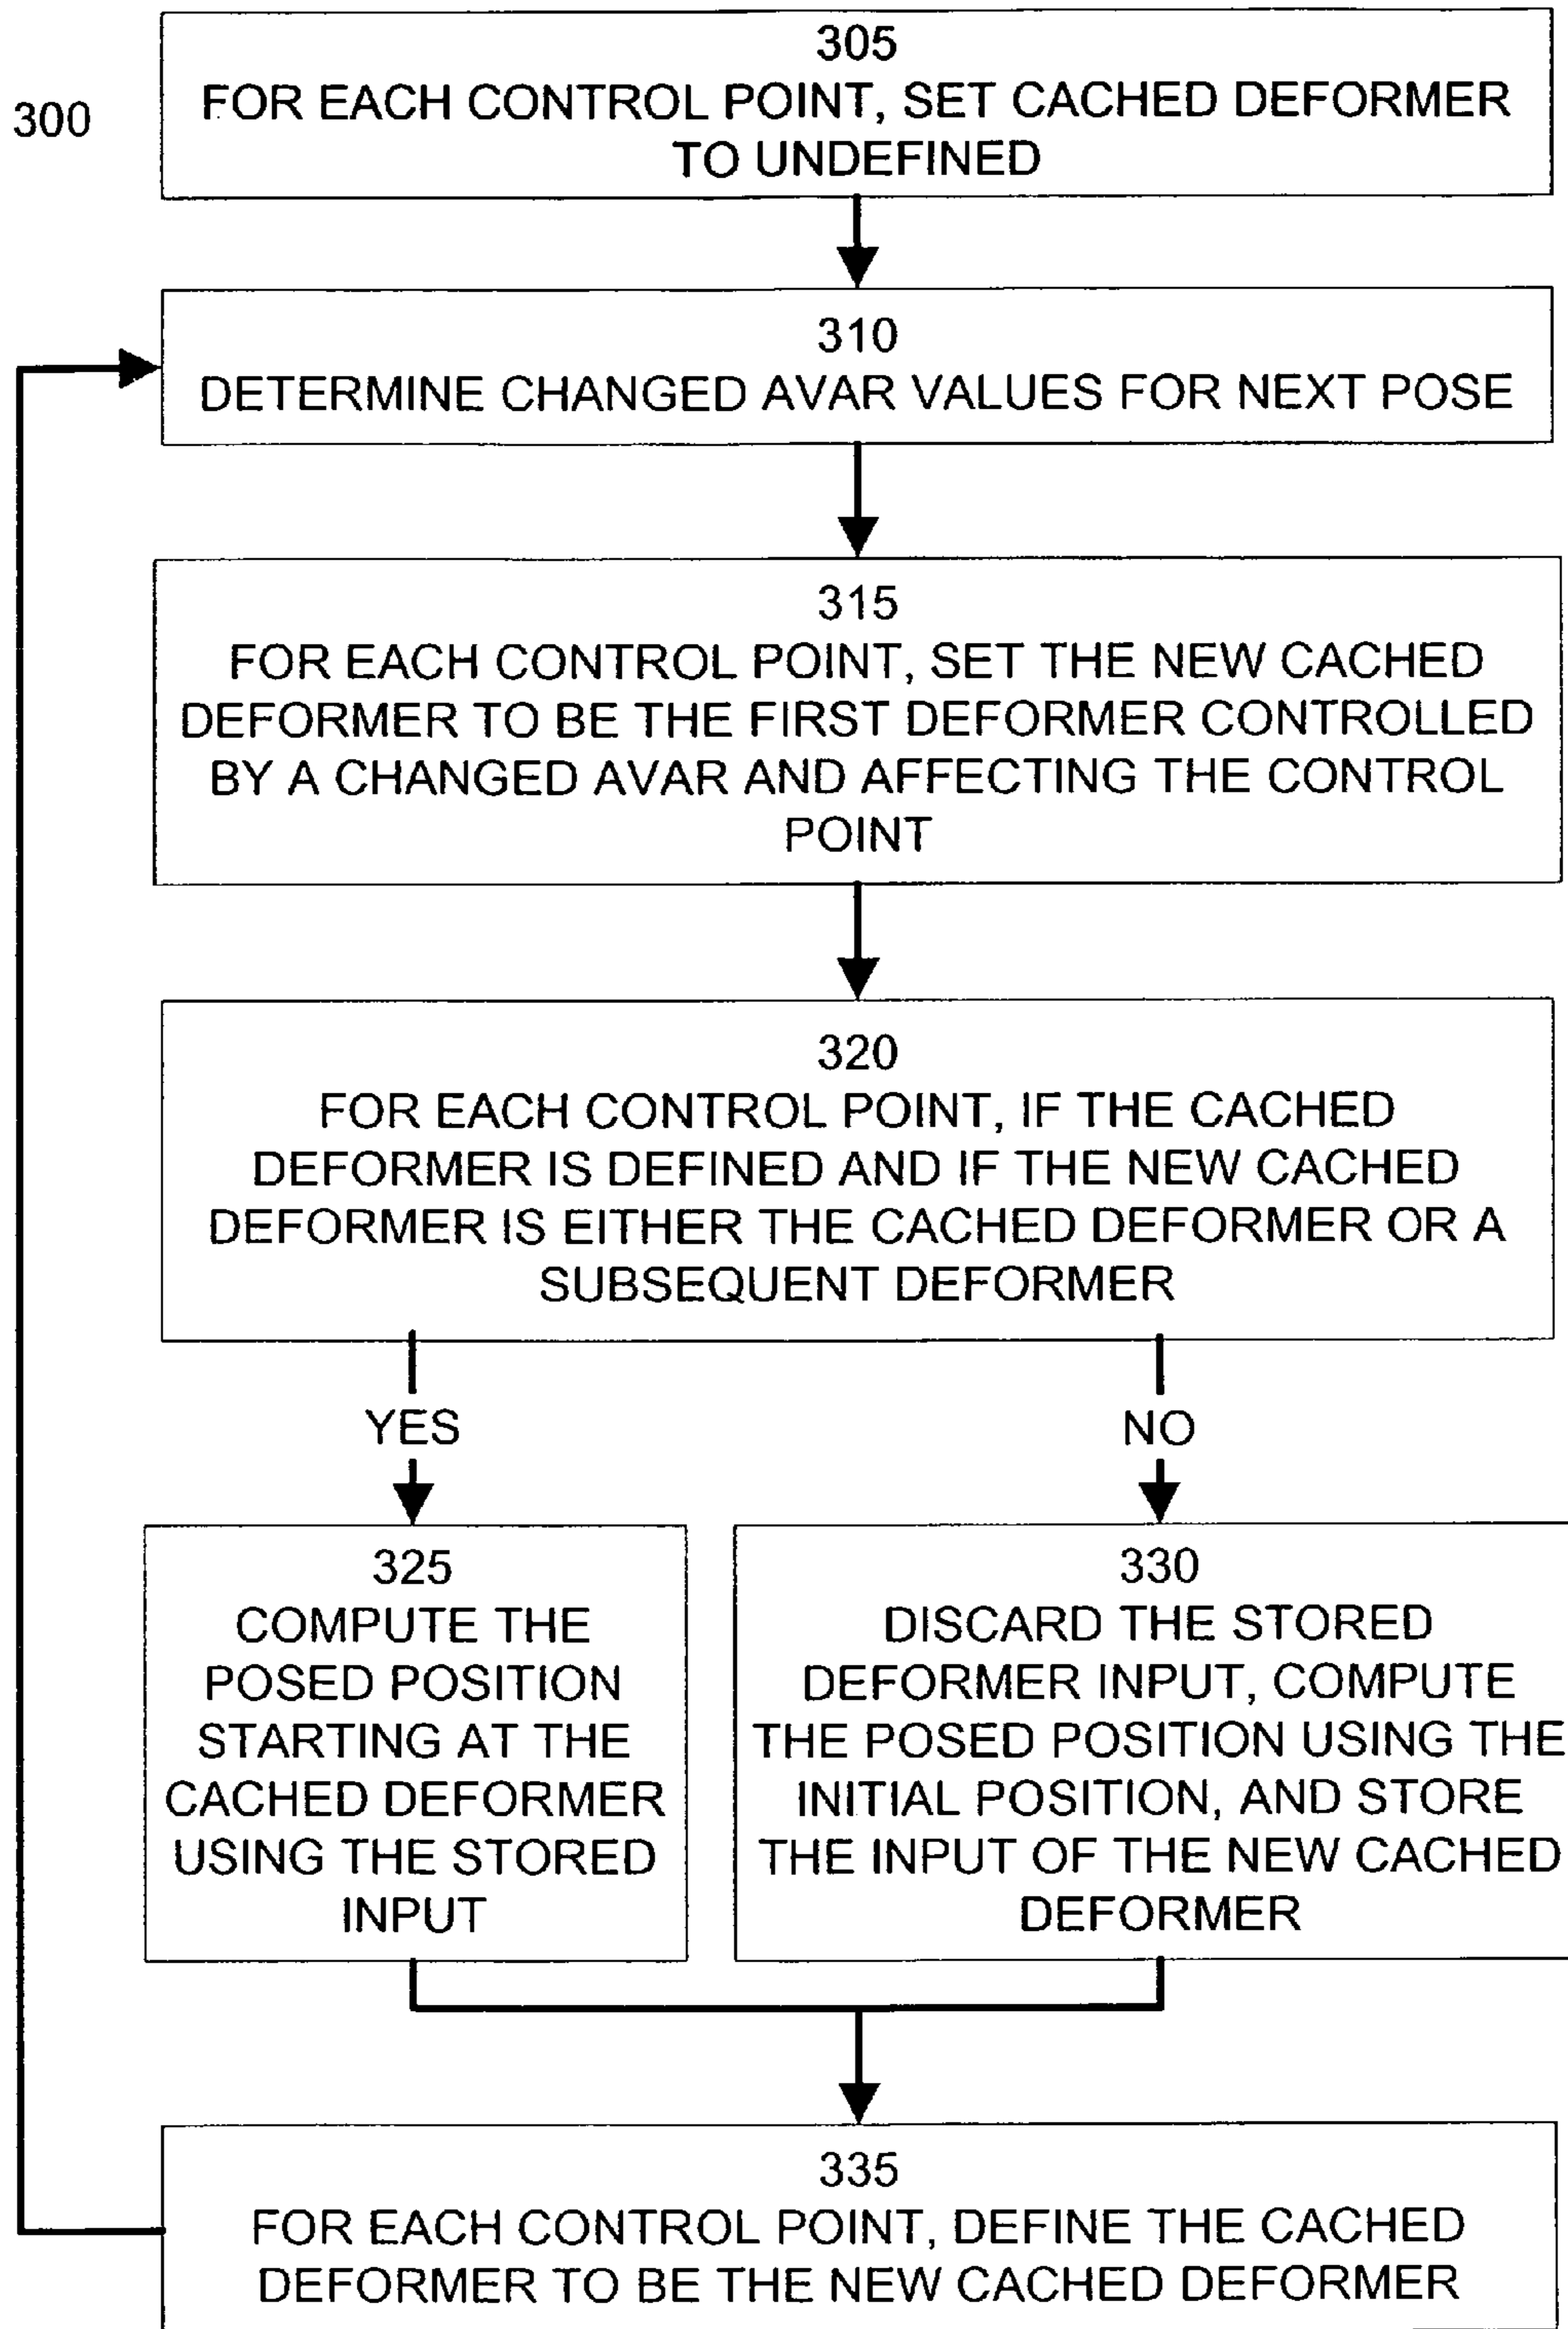 300
305
FOR EACH CONTROL POINT, SET CACHED DEFORMER
TO UNDEFINED
310
DETERMINE CHANGED AVAR VALUES FOR NEXT POSE
315
FOR EACH CONTROL POINT, SET THE NEW CACHED
DEFORMER TO BE THE FIRST DEFORMER CONTROLLED
BY A CHANGED AVAR AND AFFECTING THE CONTROL
POINT
320
FOR EACH CONTROL POINT, IF THE CACHED
DEFORMER IS DEFINED AND IF THE NEW CACHED
DEFORMER IS EITHER THE CACHED DEFORMER OR A
SUBSEQUENT DEFORMER
YES
NO
325
COMPUTE THE
POSED POSITION
STARTING AT THE
CACHED DEFORMER
USING THE STORED
INPUT
330
DISCARD THE STORED
DEFORMER INPUT, COMPUTE
THE POSED POSITION USING THE
INITIAL POSITION, AND STORE
THE INPUT OF THE NEW CACHED
DEFORMER
335
FOR EACH CONTROL POINT, DEFINE THE CACHED
DEFORMER TO BE THE NEW CACHED DEFORMER